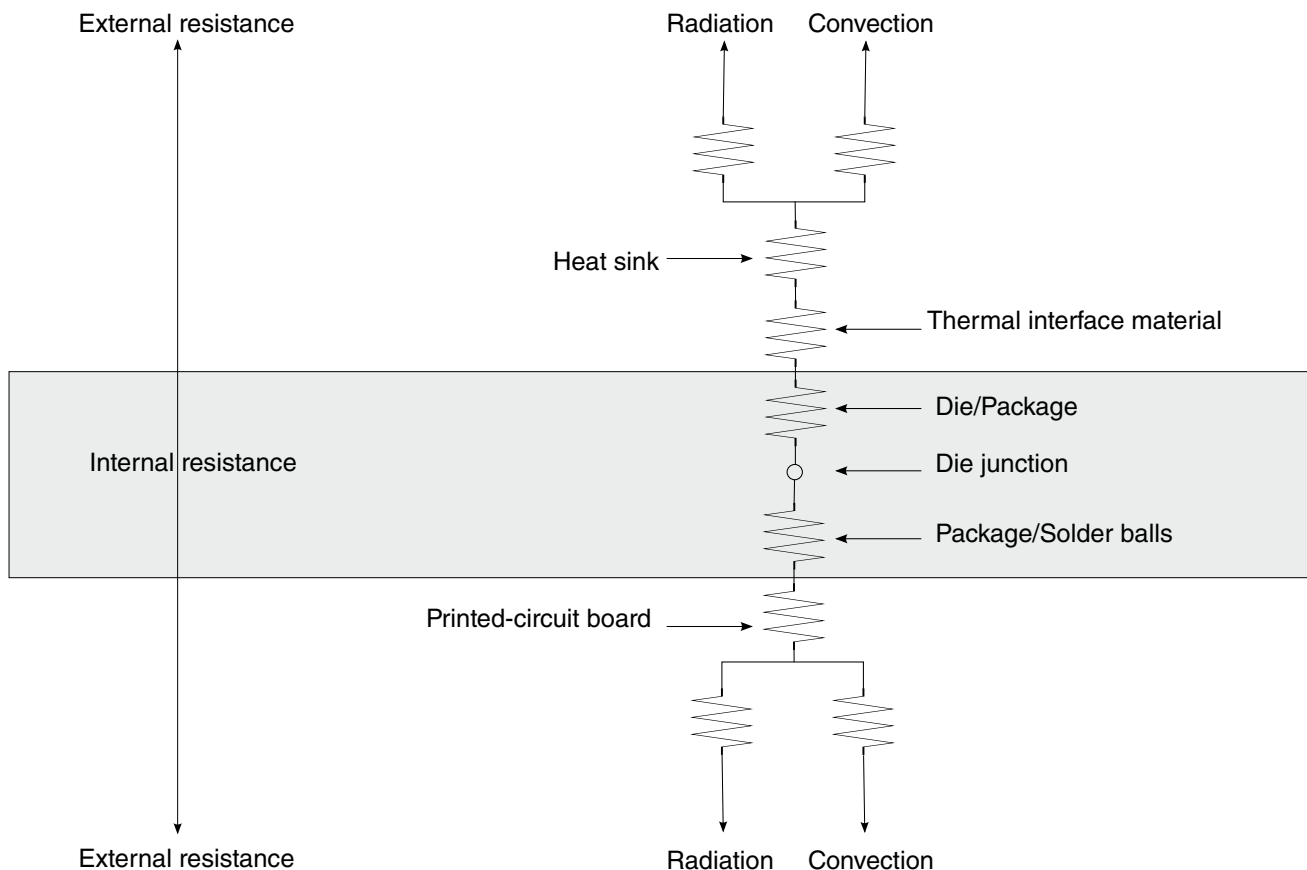 External resistance
Radiation
Convection
Heat sink
Thermal interface material
Die/Package
Internal resistance
Die junction
Package/Solder balls
Printed-circuit board
External resistance
Radiation
Convection